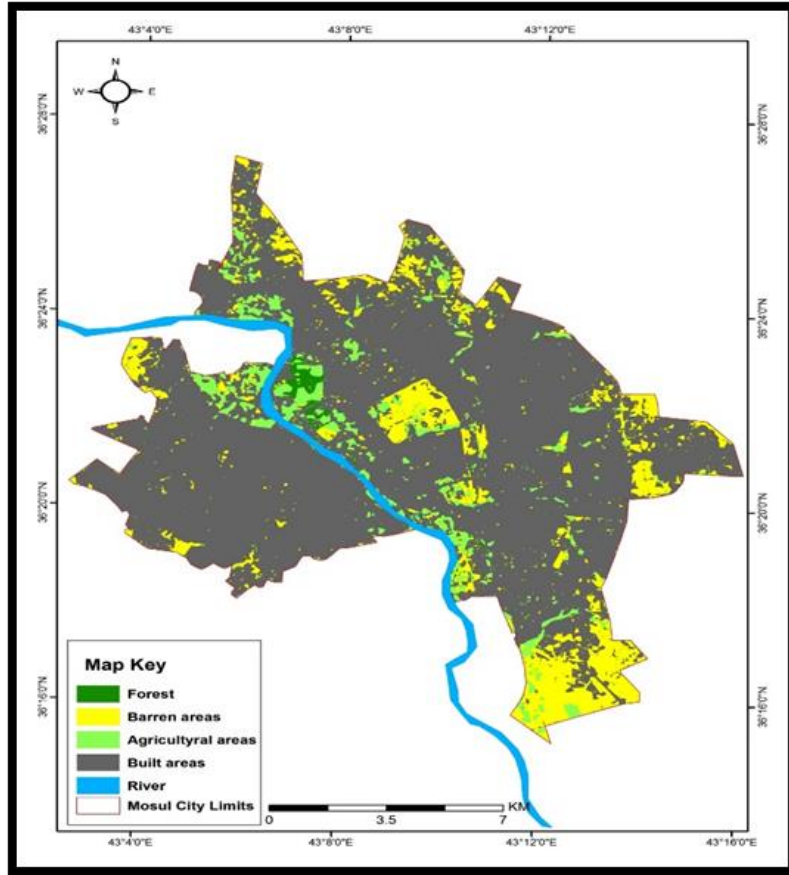 43°4'0"E 43°8'0"E 43°12'0"E
N
W E
S
36°28'0"N 36°28'0"N
36°24'0"N 36°24'0"N
36°20'0"N 36°20'0"N
36°16'0"N 36°16'0"N
Map Key
Forest
Barren areas
Agricultyral areas
Built areas
River
Mosul City Limits
KM
0 3.5 7
43°4'0"E 43°8'0"E 43°12'0"E 43°16'0"E